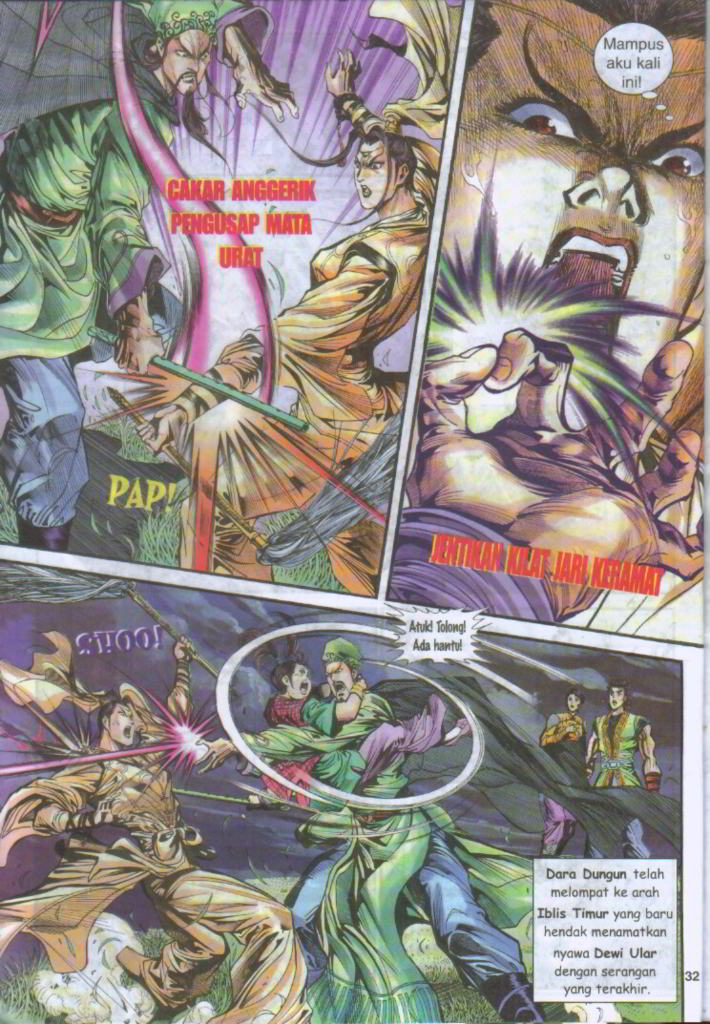 CAKAR ANGGERIK
PENGUSAP MATA
URAT
PAP!
Mampus
aku kali
ini!
JENTIKAN KILAT JARI KERAMAT
Atuk! Tolong!
Ada hantu!
Dara Dungun telah
melompat ke arah
Iblis Timur yang baru
hendak menamatkan
nyawa Dewi Ular
dengan serangan
yang terakhir.
32